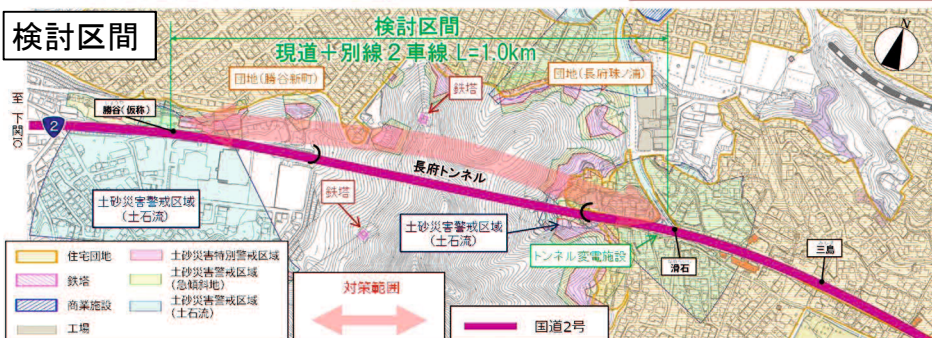 検討区間
検討区間
現道＋別線２車線 L=1.0km
団地(勝谷新町)
団地(長府珠ノ浦)
鉄塔
N
至
下
関
IC
2
勝谷(仮称)
長府トンネル
土砂災害警戒区域
(土石流)
鉄塔
土砂災害警戒区域
(土石流)
トンネル変電施設
滑石
三島
住宅団地
土砂災害特別警戒区域
鉄塔
土砂災害警戒区域
(急傾斜地)
商業施設
土砂災害警戒区域
(土石流)
工場
対策範囲
国道2号